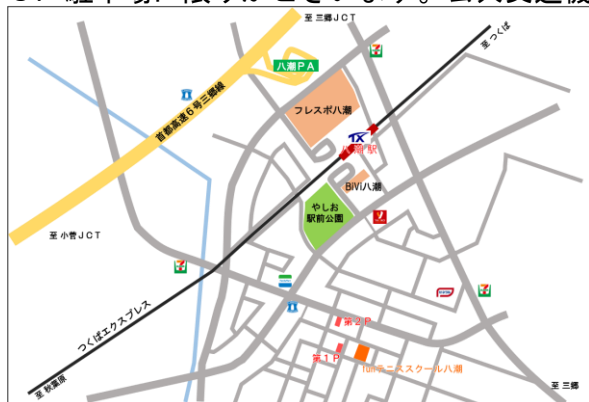 至 三郷ＪＣＴ
至 つくば
八潮ＰＡ
首都高速６号三郷線
フレスポ八潮
TX
八潮駅
BiVi八潮
やしお
駅前公園
至 小菅ＪＣＴ
つくばエクスプレス
第２Ｐ
第１Ｐ
テニススクール八潮
至 秋葉原
至 三郷